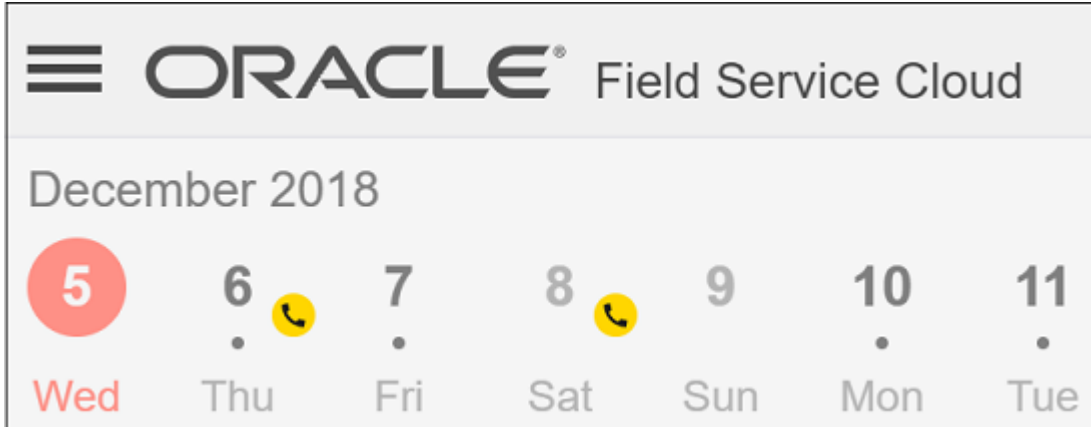 ORACLE® Field Service Cloud
December 2018
5 6 7 8 9 10 11
Wed Thu Fri Sat Sun Mon Tue